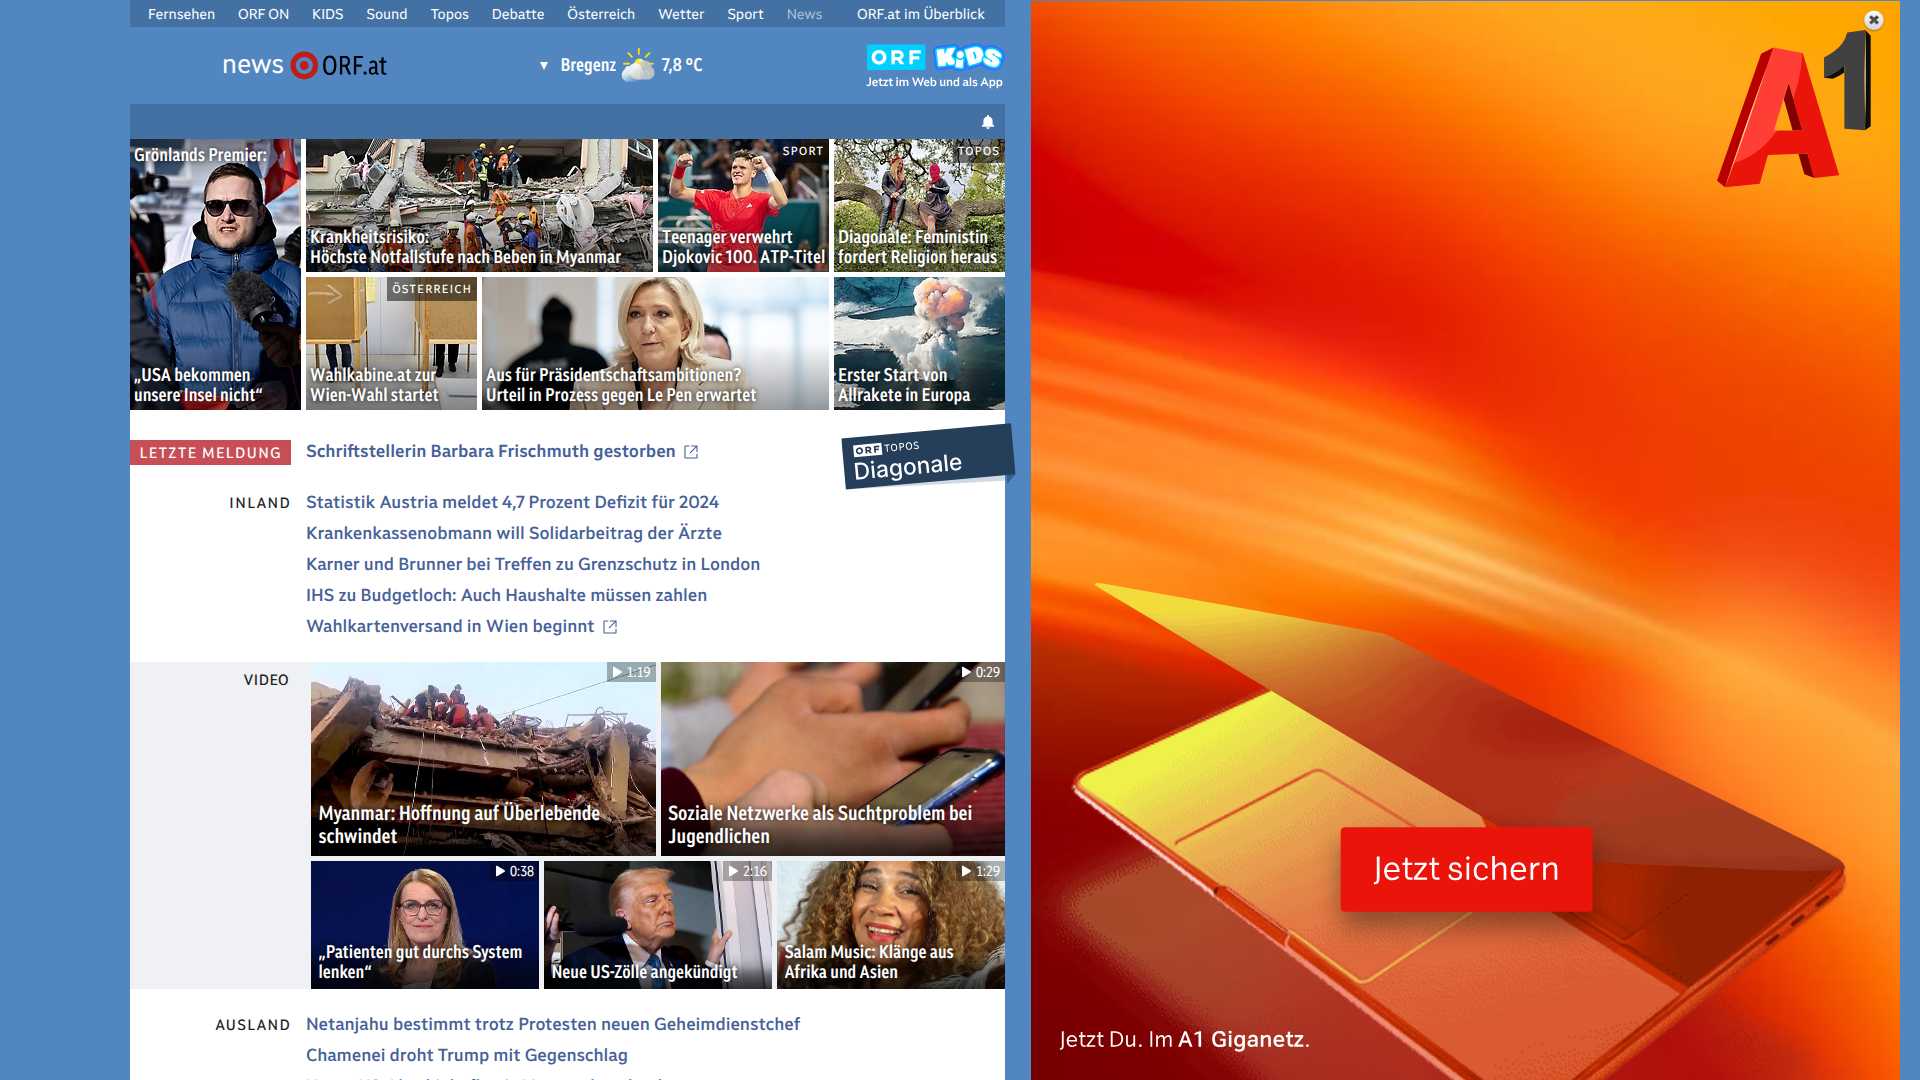 Fernsehen ORF ON KIDS Sound Topos Debatte Österreich Wetter Sport News ORF.at im Überblick
news ORF.at
▼ Bregenz 7,8 °C
ORF KiDS
Jetzt im Web und als App
Grönlands Premier:
„USA bekommen
unsere Insel nicht“
Krankheitsrisiko:
Höchste Notfallstufe nach Beben in Myanmar
SPORT
Teenager verwehrt
Djokovic 100. ATP-Titel
TOPOS
Diagonale: Feministin
fordert Religion heraus
ÖSTERREICH
Wahlkabine.at zur
Wien-Wahl startet
Aus für Präsidentschaftsambitionen?
Urteil in Prozess gegen Le Pen erwartet
Erster Start von
Allrakete in Europa
LETZTE MELDUNG
Schriftstellerin Barbara Frischmuth gestorben
ORF TOPOS
Diagonale
INLAND
Statistik Austria meldet 4,7 Prozent Defizit für 2024
Krankenkassenobmann will Solidarbeitrag der Ärzte
Karner und Brunner bei Treffen zu Grenzschutz in London
IHS zu Budgetloch: Auch Haushalte müssen zahlen
Wahlkartenversand in Wien beginnt
VIDEO
1:19
Myanmar: Hoffnung auf Überlebende
schwindet
0:29
Soziale Netzwerke als Suchtproblem bei
Jugendlichen
0:38
„Patienten gut durchs System
lenken“
2:16
Neue US-Zölle angekündigt
1:29
Salam Music: Klänge aus
Afrika und Asien
AUSLAND
Netanjahu bestimmt trotz Protesten neuen Geheimdienstchef
Chamenei droht Trump mit Gegenschlag
A1
Jetzt sichern
Jetzt Du. Im A1 Giganetz.